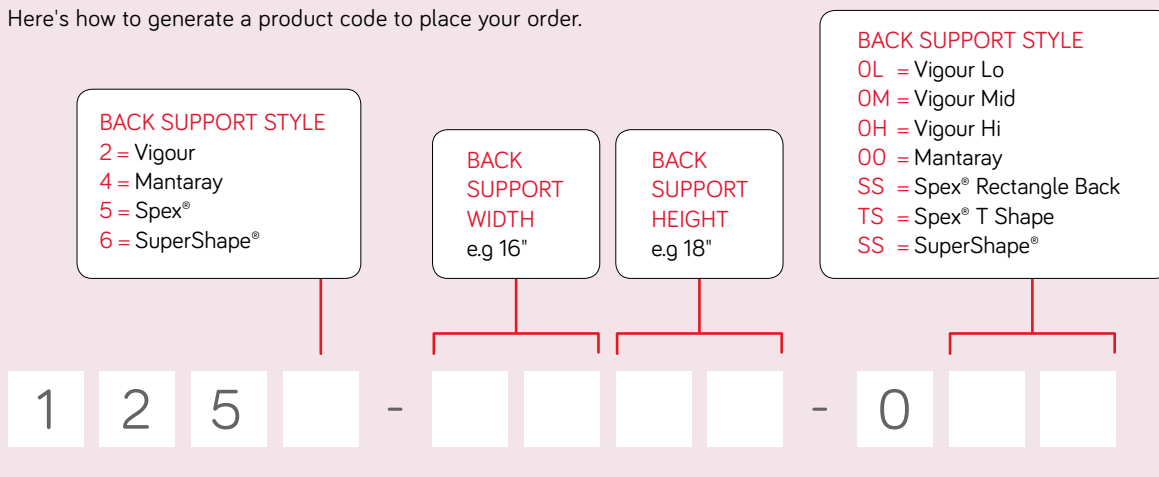 Here's how to generate a product code to place your order.
BACK SUPPORT STYLE
2 = Vigour
4 = Mantaray
5 = Spex®
6 = SuperShape®
BACK
SUPPORT
WIDTH
e.g 16"
BACK
SUPPORT
HEIGHT
e.g 18"
BACK SUPPORT STYLE
0L = Vigour Lo
0M = Vigour Mid
0H = Vigour Hi
00 = Mantaray
SS = Spex® Rectangle Back
TS = Spex® T Shape
SS = SuperShape®
1 2 5 - - 0